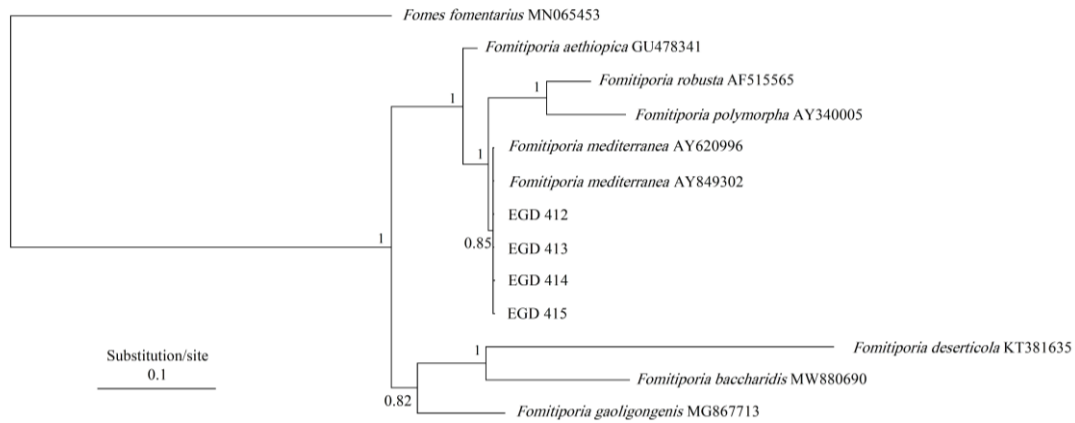 Fomes fomentarius MN065453
Fomitiporia aethiopica GU478341
1
Fomitiporia robusta AF515565
1
Fomitiporia polymorpha AY340005
Fomitiporia mediterranea AY620996
1
Fomitiporia mediterranea AY849302
EGD 412
1
0.85
EGD 413
EGD 414
EGD 415
1
Fomitiporia deserticola KT381635
Substitution/site
0.1
Fomitiporia baccharidis MW880690
0.82
Fomitiporia gaoligongenis MG867713